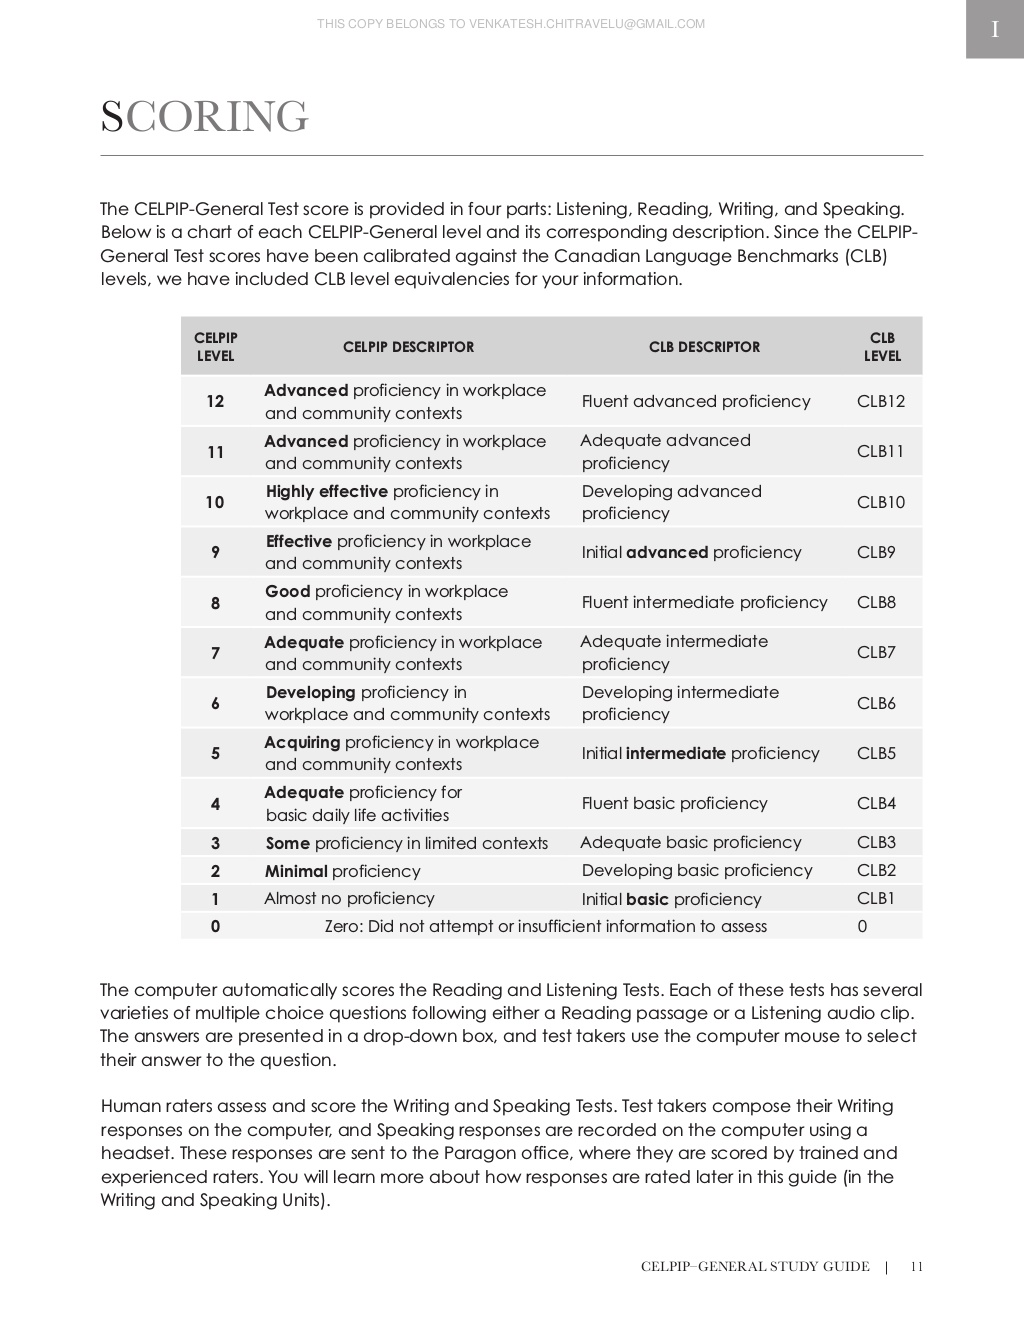 THIS COPY BELONGS TO VENKATESH.CHITRAVELU@GMAIL.COM
I
SCORING
The CELPIP-General Test score is provided in four parts: Listening, Reading, Writing, and Speaking.
Below is a chart of each CELPIP-General level and its corresponding description. Since the CELPIP-
General Test scores have been calibrated against the Canadian Language Benchmarks (CLB)
levels, we have included CLB level equivalencies for your information.
CELPIP LEVEL CELPIP DESCRIPTOR CLB DESCRIPTOR CLB LEVEL
12 Advanced proficiency in workplace and community contexts Fluent advanced proficiency CLB12
11 Advanced proficiency in workplace and community contexts Adequate advanced proficiency CLB11
10 Highly effective proficiency in workplace and community contexts Developing advanced proficiency CLB10
9 Effective proficiency in workplace and community contexts Initial advanced proficiency CLB9
8 Good proficiency in workplace and community contexts Fluent intermediate proficiency CLB8
7 Adequate proficiency in workplace and community contexts Adequate intermediate proficiency CLB7
6 Developing proficiency in workplace and community contexts Developing intermediate proficiency CLB6
5 Acquiring proficiency in workplace and community contexts Initial intermediate proficiency CLB5
4 Adequate proficiency for basic daily life activities Fluent basic proficiency CLB4
3 Some proficiency in limited contexts Adequate basic proficiency CLB3
2 Minimal proficiency Developing basic proficiency CLB2
1 Almost no proficiency Initial basic proficiency CLB1
0 Zero: Did not attempt or insufficient information to assess 0
The computer automatically scores the Reading and Listening Tests. Each of these tests has several
varieties of multiple choice questions following either a Reading passage or a Listening audio clip.
The answers are presented in a drop-down box, and test takers use the computer mouse to select
their answer to the question.
Human raters assess and score the Writing and Speaking Tests. Test takers compose their Writing
responses on the computer, and Speaking responses are recorded on the computer using a
headset. These responses are sent to the Paragon office, where they are scored by trained and
experienced raters. You will learn more about how responses are rated later in this guide (in the
Writing and Speaking Units).
CELPIP–GENERAL STUDY GUIDE | 11